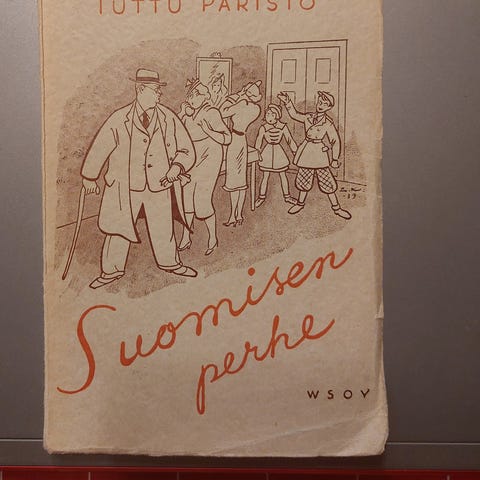 TUTTU PARISTO
Suomisen
perhe
WSOY